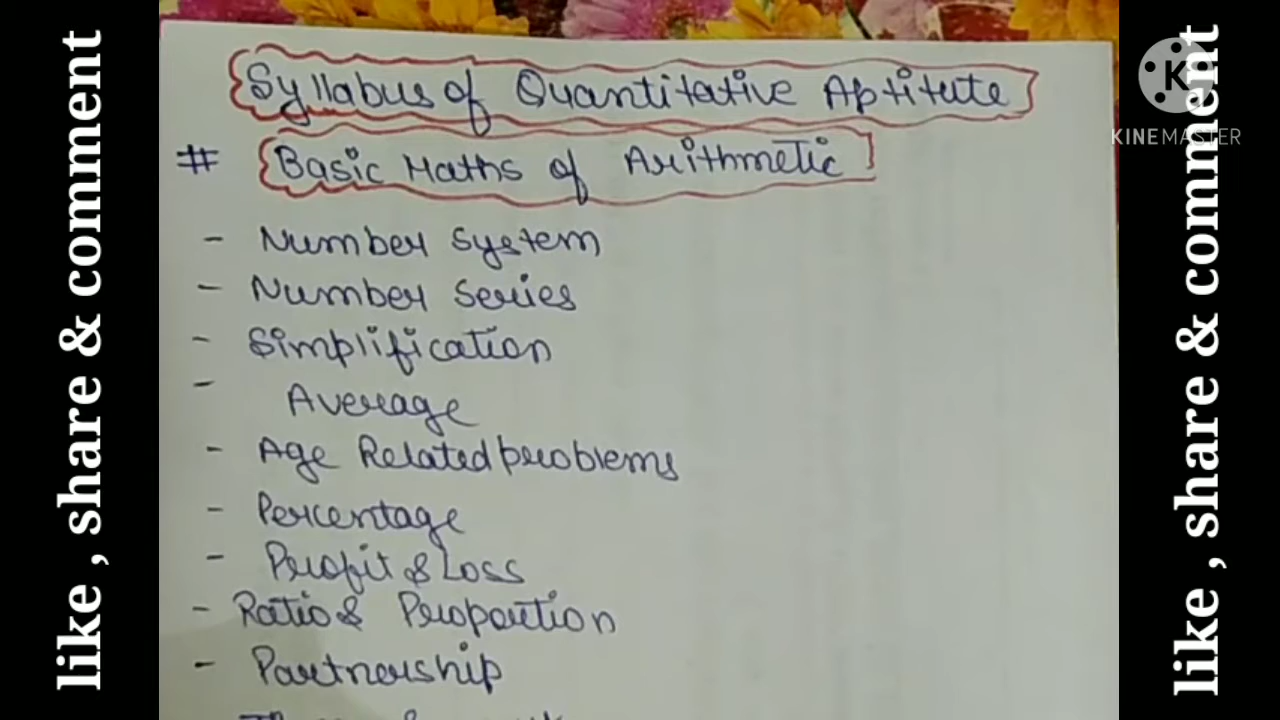 like , share & comment
Syllabus of Quantitative Aptitute
# Basic Maths of Arithmetic
- Number System
- Number Series
- Simplification
- Average
- Age Related problems
- Percentage
- Profit & Loss
- Ratio & Proportion
- Partnership
K
KINEMASTER
like , share & comment